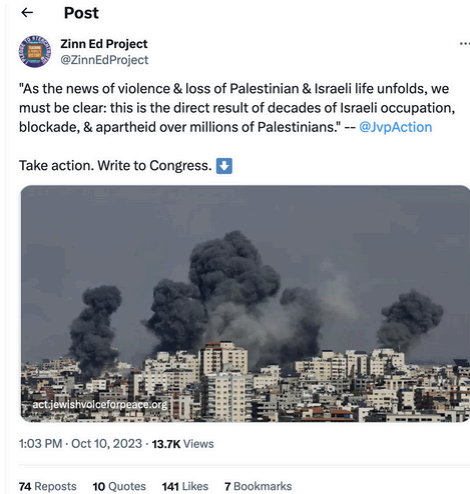 ← Post
Zinn Ed Project
@ZinnEdProject
"As the news of violence & loss of Palestinian & Israeli life unfolds, we
must be clear: this is the direct result of decades of Israeli occupation,
blockade, & apartheid over millions of Palestinians." -- @JvpAction
Take action. Write to Congress. ⬇️
act.jewishvoiceforpeace.org
1:03 PM · Oct 10, 2023 · 13.7K Views
74 Reposts 10 Quotes 141 Likes 7 Bookmarks